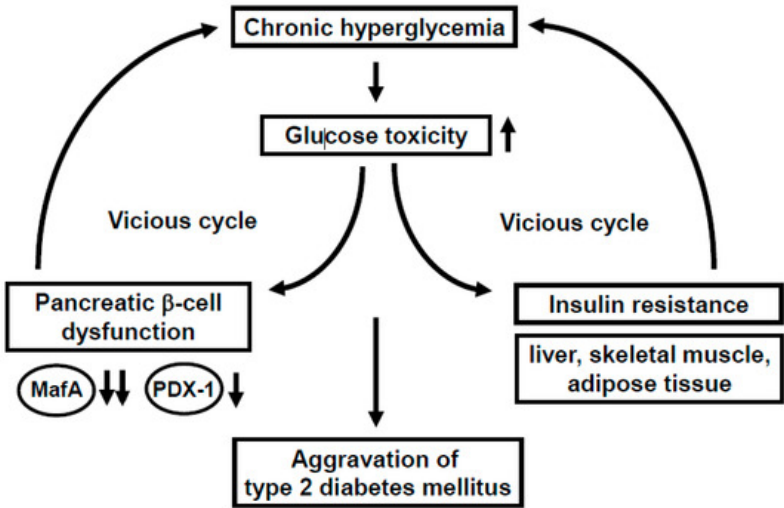 Chronic hyperglycemia
Glucose toxicity
Vicious cycle
Vicious cycle
Pancreatic β-cell
dysfunction
MafA
PDX-1
Insulin resistance
liver, skeletal muscle,
adipose tissue
Aggravation of
type 2 diabetes mellitus